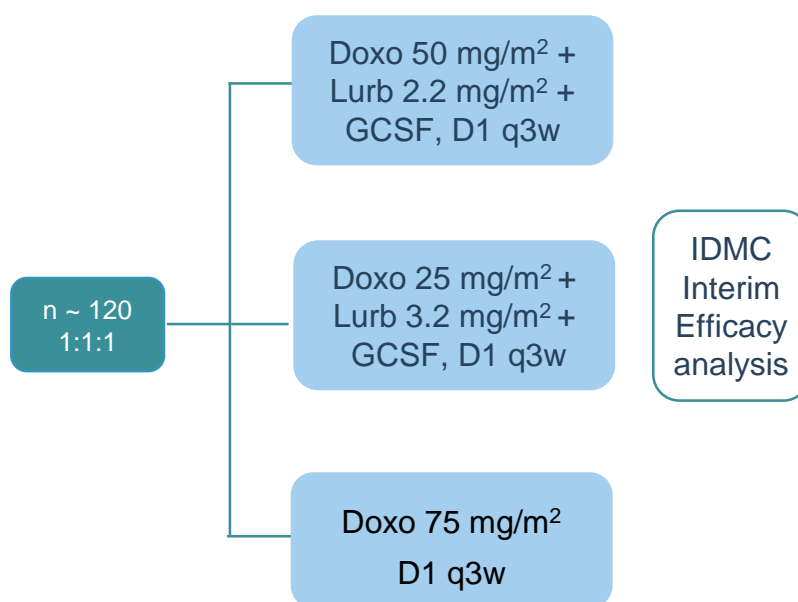 Doxo 50 mg/m² +
Lurb 2.2 mg/m² +
GCSF, D1 q3w
n ~ 120
1:1:1
Doxo 25 mg/m² +
Lurb 3.2 mg/m² +
GCSF, D1 q3w
IDMC
Interim
Efficacy
analysis
Doxo 75 mg/m²
D1 q3w